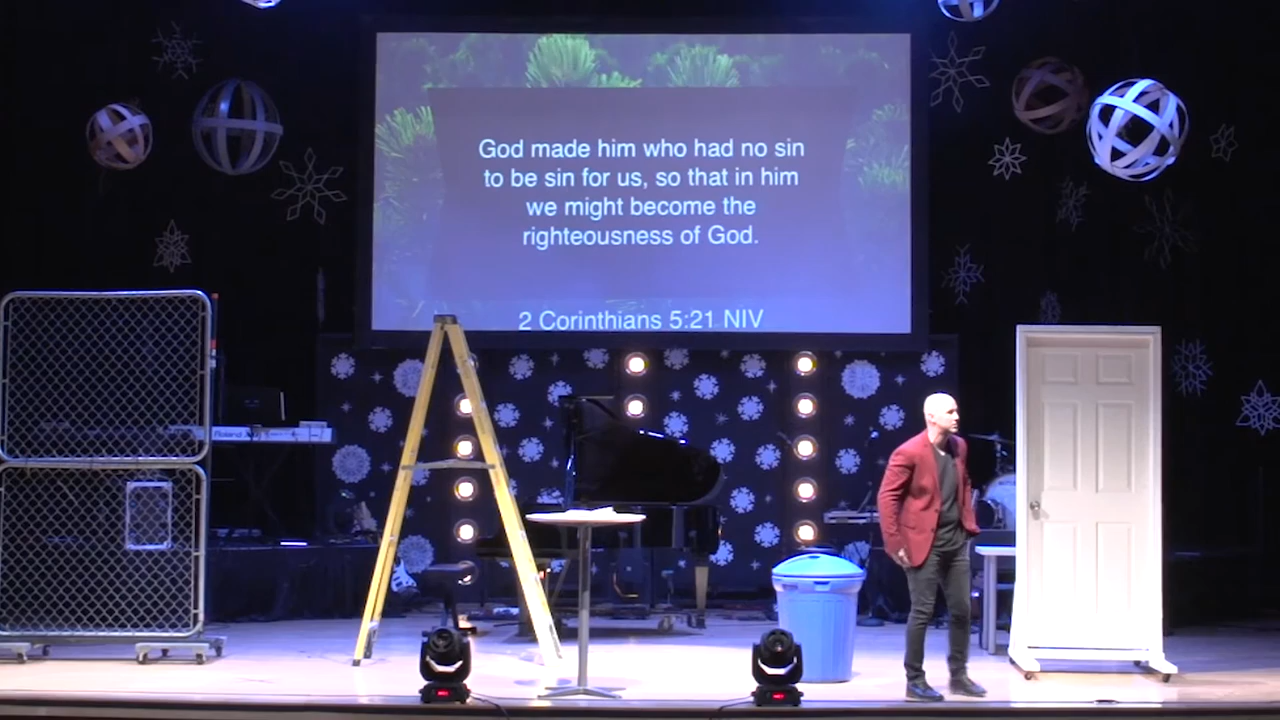 God made him who had no sin
to be sin for us, so that in him
we might become the
righteousness of God.
2 Corinthians 5:21 NIV
Roland